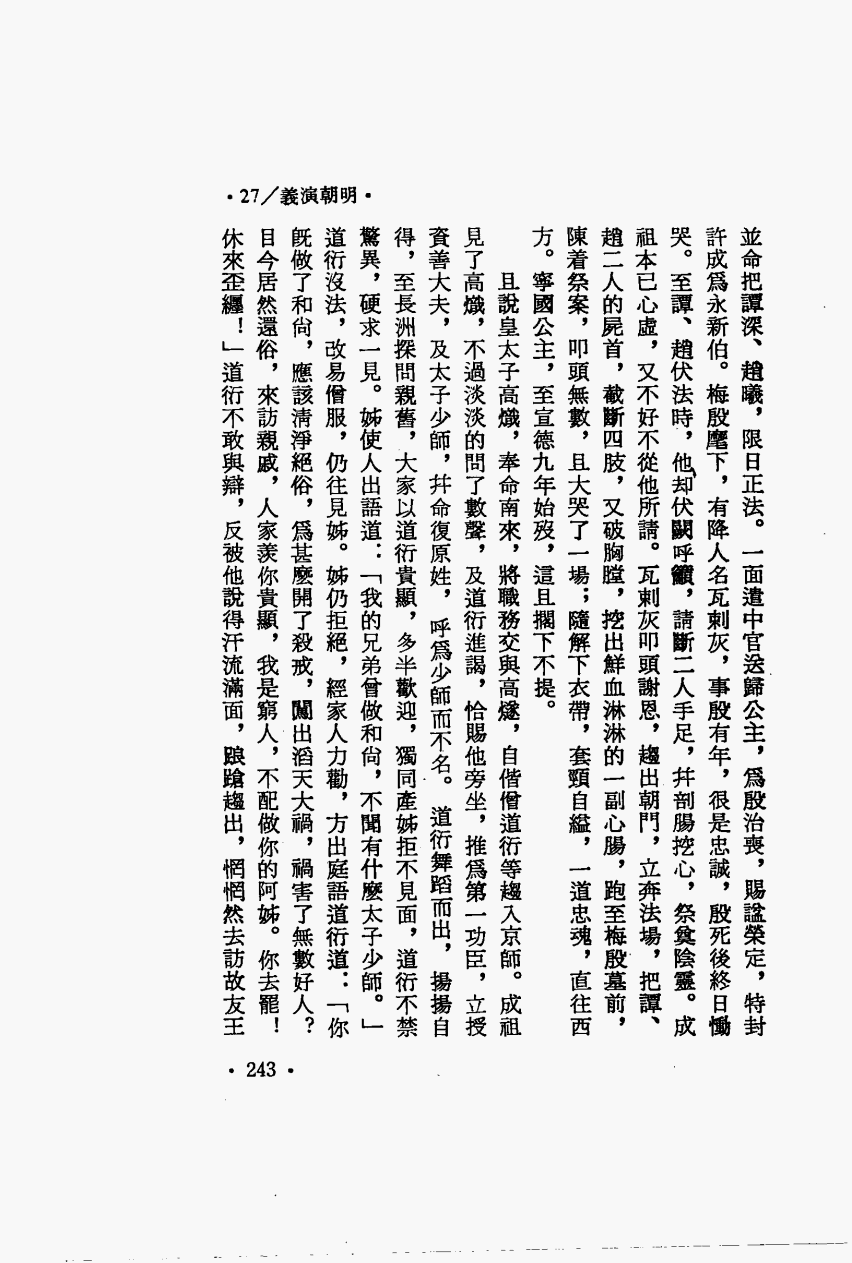 ・27／義演朝明・
並命把譚深、趙曦，限日正法。一面遣中官送歸公主，爲殷治喪，賜諡榮定，特封
許成爲永新伯。梅殷麾下，有降人名瓦剌灰，事殷有年，很是忠誠，殷死後終日慟
哭。至譚、趙伏法時，他却伏闕呼籲，請斷二人手足，幷剖腸挖心，祭奠陰靈。成
祖本已心虛，又不好不從他所請。瓦剌灰叩頭謝恩，趨出朝門，立奔法場，把譚、
趙二人的屍首，截斷四肢，又破胸膛，挖出鮮血淋淋的一副心腸，跑至梅殷墓前，
陳着祭案，叩頭無數，且大哭了一場；隨解下衣帶，套頸自縊，一道忠魂，直往西
方。寧國公主，至宣德九年始歿，這且擱下不提。
且說皇太子高熾，奉命南來，將職務交與高燧，自偕僧道衍等趨入京師。成祖
見了高熾，不過淡淡的問了數聲，及道衍進謁，恰賜他旁坐，推爲第一功臣，立授
資善大夫，及太子少師，幷命復原姓，呼爲少師而不名。道衍舞蹈而出，揚揚自
得，至長洲探問親舊，大家以道衍貴顯，多半歡迎，獨同產姊拒不見面，道衍不禁
驚異，硬求一見。姊使人出語道：「我的兄弟曾做和尙，不聞有什麼太子少師。」
道衍沒法，改易僧服，仍往見姊。姊仍拒絕，經家人力勸，方出庭語道衍道：「你
旣做了和尙，應該清淨絕俗，爲甚麼開了殺戒，闖出滔天大禍，禍害了無數好人？
目今居然還俗，來訪親戚，人家羨你貴顯，我是窮人，不配做你的阿姊。你去罷！
休來歪纏！」道衍不敢與辯，反被他說得汗流滿面，踉蹌趨出，惘惘然去訪故友王
・243・